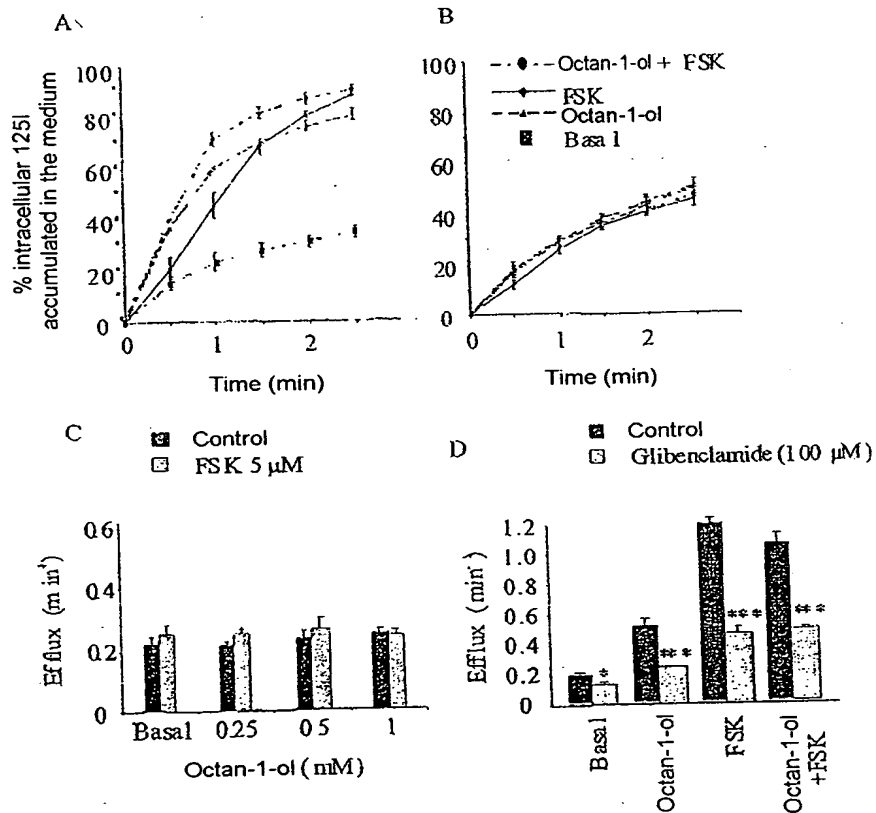 A
100
80
60
40
20
0
0
1
2
% intracellular 125I
accumulated in the medium
Time (min)
B
Octan-1-ol + FSK
FSK
Octan-1-ol
Basal
100
80
60
40
20
0
0
1
2
Time (min)
C
Control
FSK 5 µM
0.6
0.4
0.2
0
Efflux (min
Basal
0.25
0 5
1
Octan-1-ol (mM)
D
Control
Glibenclamide (100 µM)
1.2
1.0
0.8
0.6
0.4
0.2
0
Efflux (min
*
***
***
***
Basal
Octan-1-ol
FSK
Octan-1-ol
+FSK